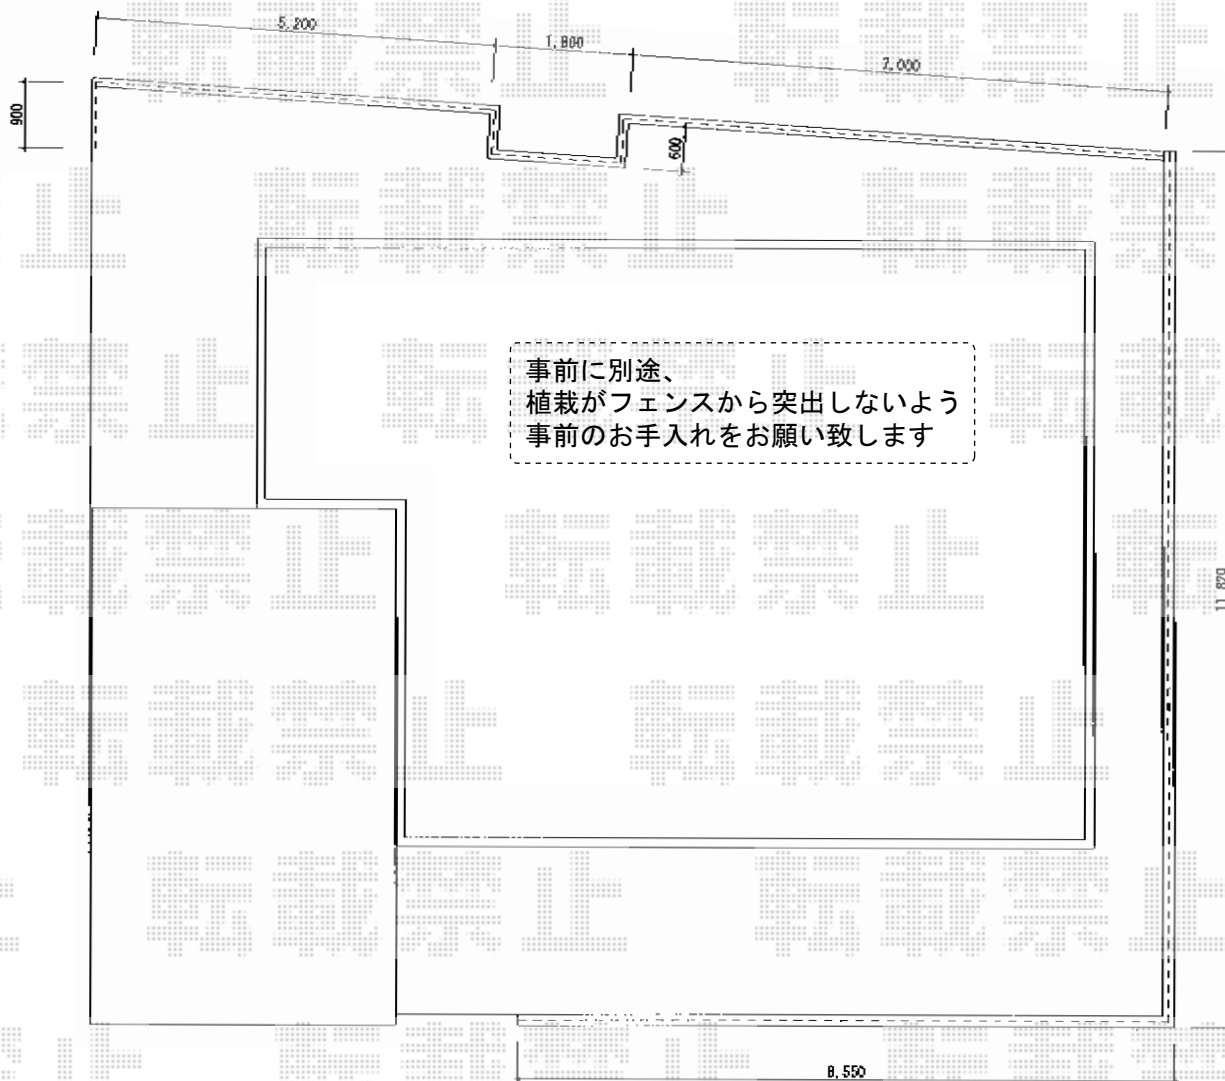 5,200
1,800
7,000
900
600
事前に別途、
植栽がフェンスから突出しないよう
事前のお手入れをお願い致します
11,820
8,550
転載禁止